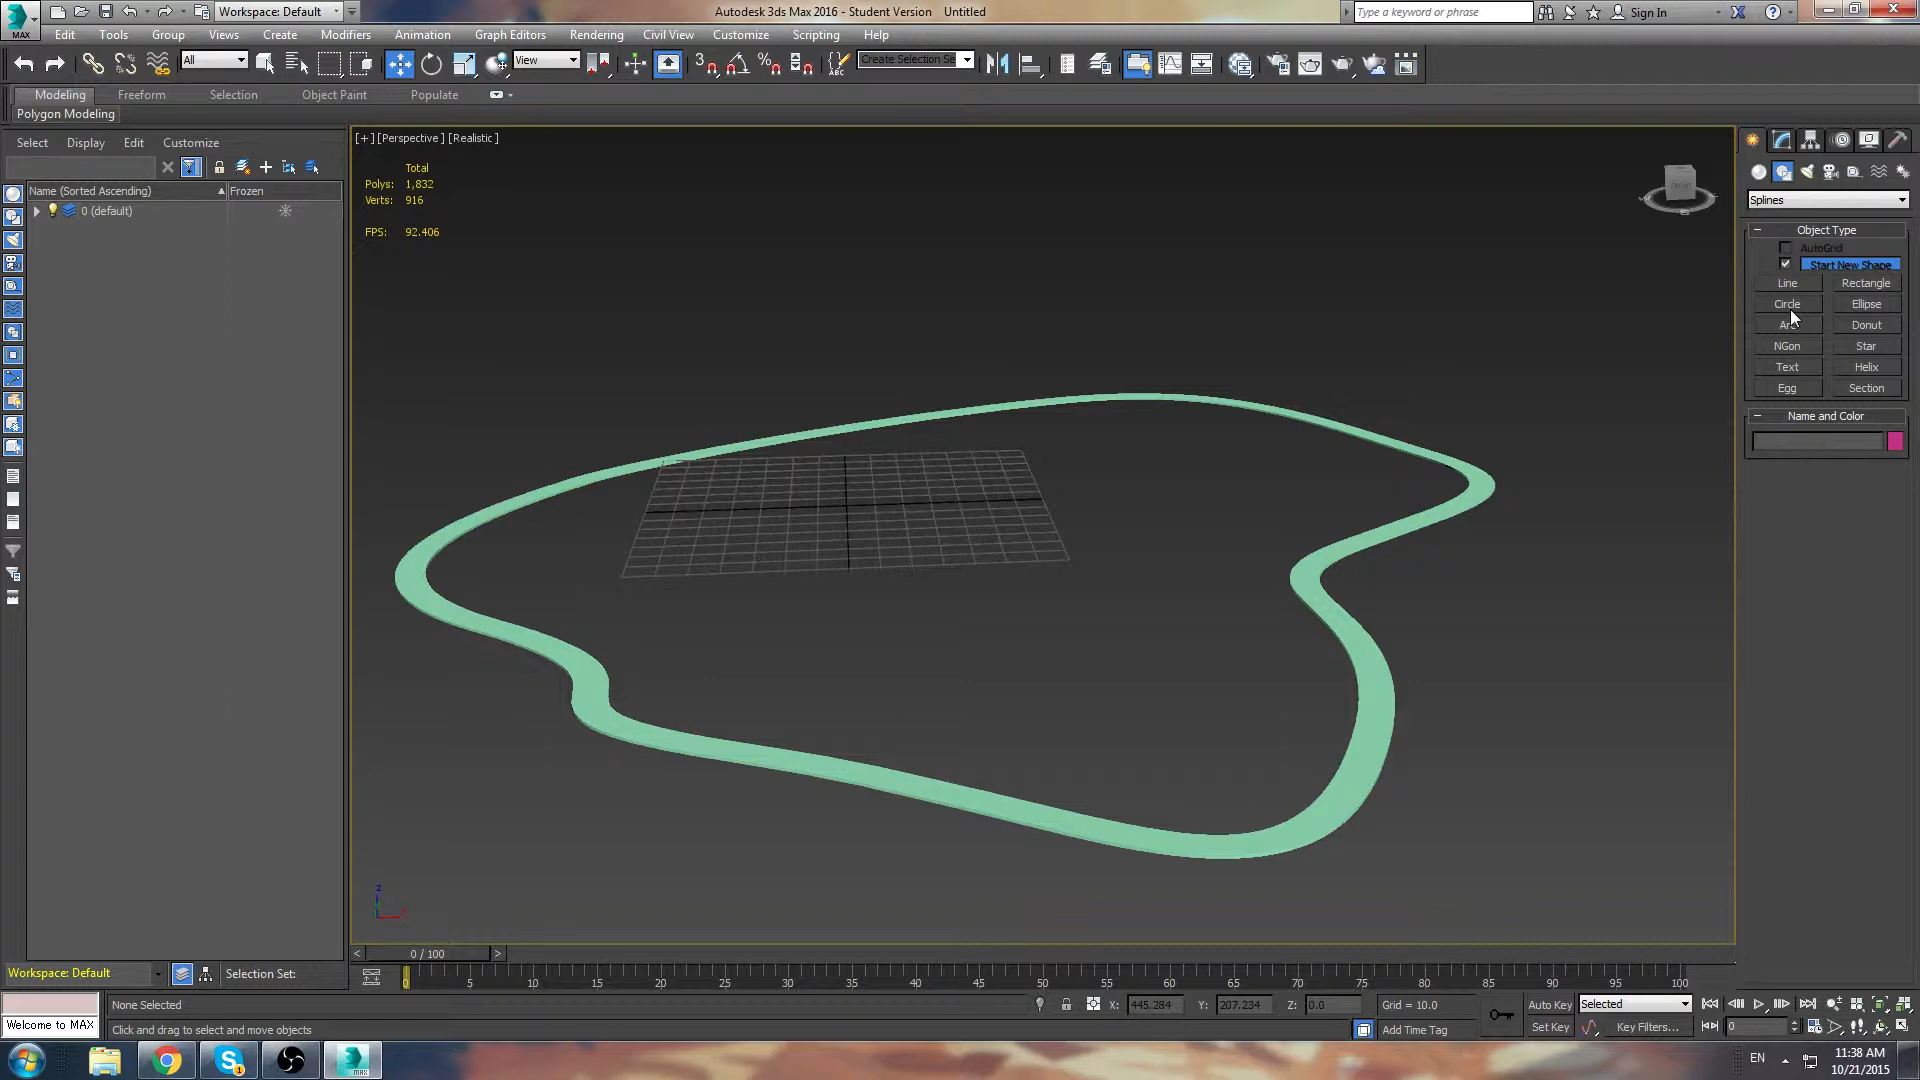 MAX
Workspace: Default
Autodesk 3ds Max 2016 - Student Version    Untitled
Type a keyword or phrase
Sign In
Edit Tools Group Views Create Modifiers Animation Graph Editors Rendering Civil View Customize Scripting Help
All
View
3
ABC
Create Selection Se
Modeling Freeform Selection Object Paint Populate
Polygon Modeling
Select Display Edit Customize
Name (Sorted Ascending) Frozen
0 (default)
[+] [Perspective] [Realistic]
Total
Polys: 1,832
Verts: 916
FPS: 92.406
FRONT
Splines
Object Type
AutoGrid
Start New Shape
Line Rectangle
Circle Ellipse
Donut
NGon Star
Text Helix
Egg Section
Name and Color
z
x
< 0 / 100 >
Workspace: Default
Selection Set:
0 5 10 15 20 25 30 35 40 45 50 55 60 65 70 75 80 85 90 95 100
None Selected
X: 445.284 Y: 207.234 Z: 0.0
Grid = 10.0
Auto Key
Selected
Welcome to MAX
Click and drag to select and move objects
Add Time Tag
Set Key
Key Filters...
0
EN
11:38 AM
10/21/2015